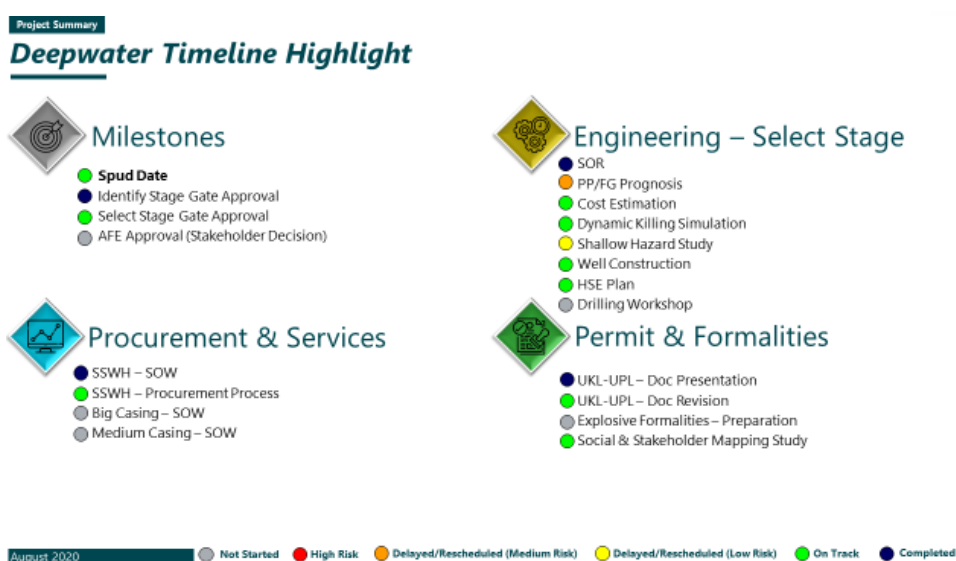 Project Summary
Deepwater Timeline Highlight
Milestones
Spud Date
Identify Stage Gate Approval
Select Stage Gate Approval
AFE Approval (Stakeholder Decision)
Engineering – Select Stage
SOR
PP/FG Prognosis
Cost Estimation
Dynamic Killing Simulation
Shallow Hazard Study
Well Construction
HSE Plan
Drilling Workshop
Procurement & Services
SSWH – SOW
SSWH – Procurement Process
Big Casing – SOW
Medium Casing – SOW
Permit & Formalities
UKL-UPL – Doc Presentation
UKL-UPL – Doc Revision
Explosive Formalities – Preparation
Social & Stakeholder Mapping Study
August 2020
Not Started
High Risk
Delayed/Rescheduled (Medium Risk)
Delayed/Rescheduled (Low Risk)
On Track
Completed